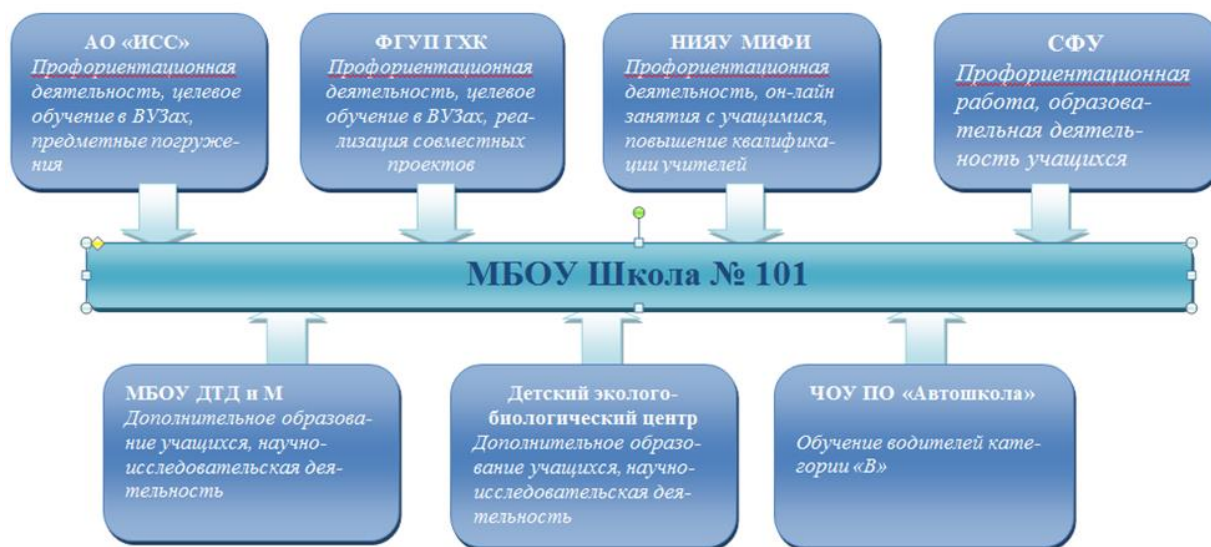 АО «ИСС»
Профориентационная
деятельность, целевое
обучение в ВУЗах,
предметные погруже-
ния
ФГУП ГХК
Профориентационная
деятельность, целевое
обучение в ВУЗах, реа-
лизация совместных
проектов
НИЯУ МИФИ
Профориентационная
деятельность, он-лайн
занятия с учащимися,
повышение квалифика-
ции учителей
СФУ
Профориентационная
работа, образова-
тельная деятель-
ность учащихся
МБОУ Школа № 101
МБОУ ДТД и М
Дополнительное образова-
ние учащихся, научно-
исследовательская дея-
тельность
Детский эколого-
биологический центр
Дополнительное образо-
вание учащихся, научно-
исследовательская дея-
тельность
ЧОУ ПО «Автошкола»
Обучение водителей кате-
гории «В»